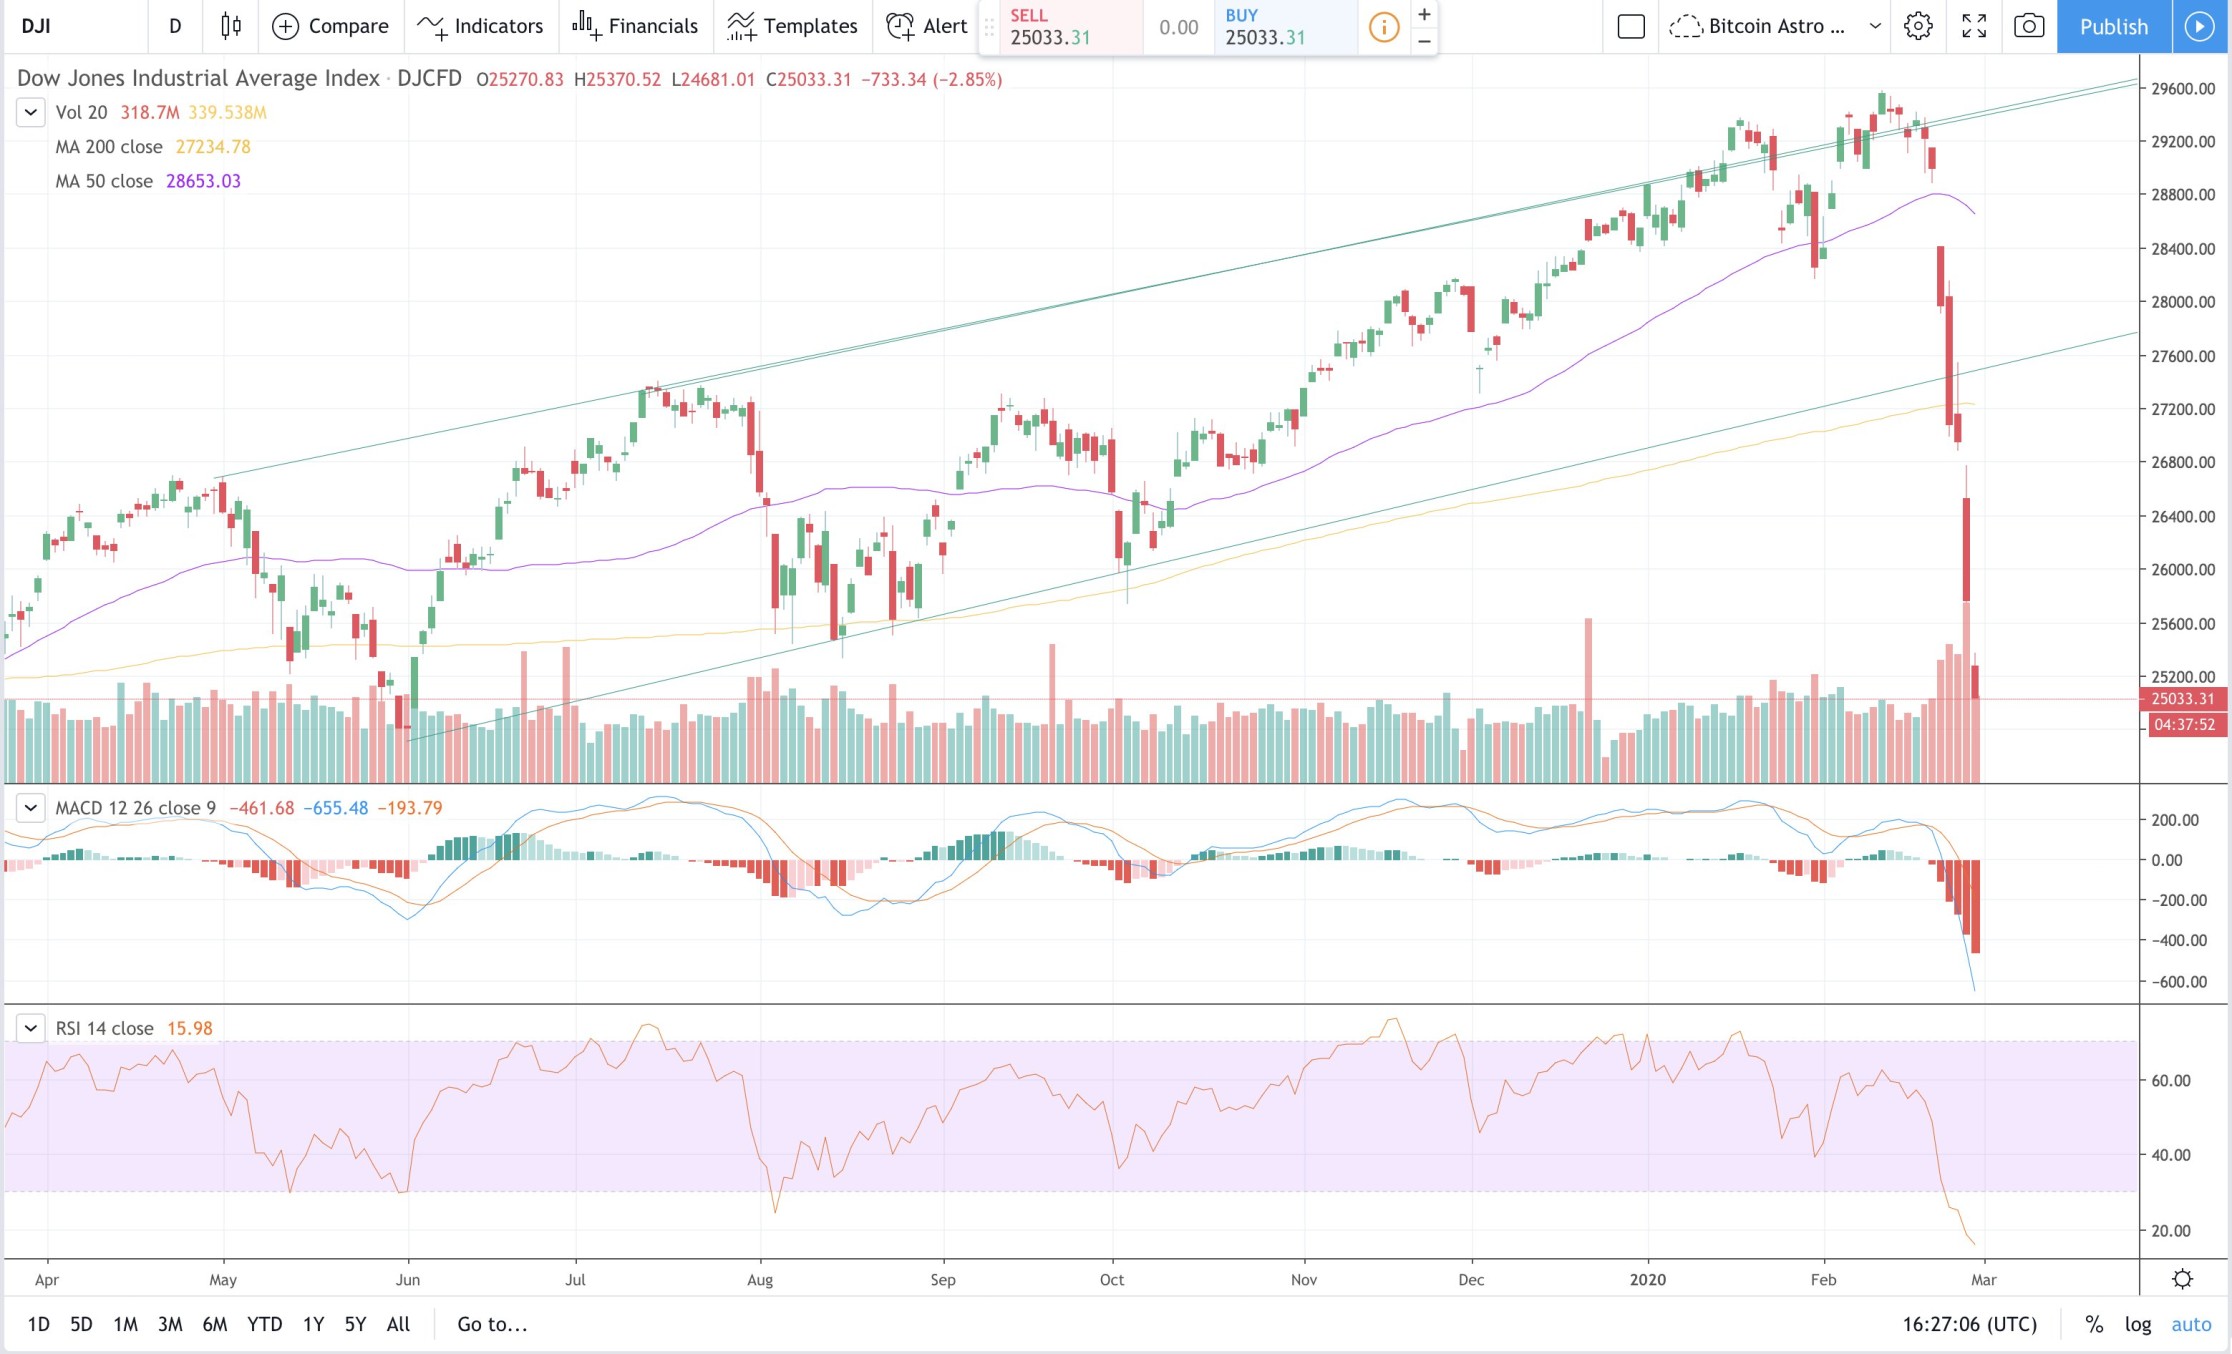 DJI D Compare Indicators Financials Templates Alert SELL 25033.31 0.00 BUY 25033.31 + − Bitcoin Astro ... Publish
Dow Jones Industrial Average Index · DJCFD O25270.83 H25370.52 L24681.01 C25033.31 −733.34 (−2.85%)
Vol 20 318.7M 339.538M
MA 200 close 27234.78
MA 50 close 28653.03
29600.00
29200.00
28800.00
28400.00
28000.00
27600.00
27200.00
26800.00
26400.00
26000.00
25600.00
25200.00
25033.31
04:37:52
MACD 12 26 close 9 −461.68 −655.48 −193.79
200.00
0.00
−200.00
−400.00
−600.00
RSI 14 close 15.98
60.00
40.00
20.00
Apr May Jun Jul Aug Sep Oct Nov Dec 2020 Feb Mar
1D 5D 1M 3M 6M YTD 1Y 5Y All Go to... 16:27:06 (UTC) % log auto